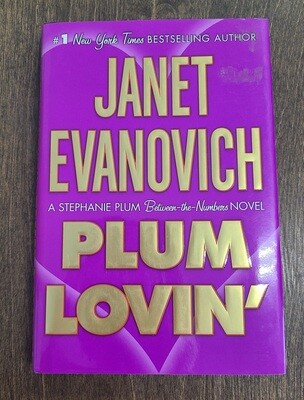 #1 New York Times BESTSELLING AUTHOR
JANET
EVANOVICH
A STEPHANIE PLUM Between-the-Numbers NOVEL
PLUM
LOVIN'